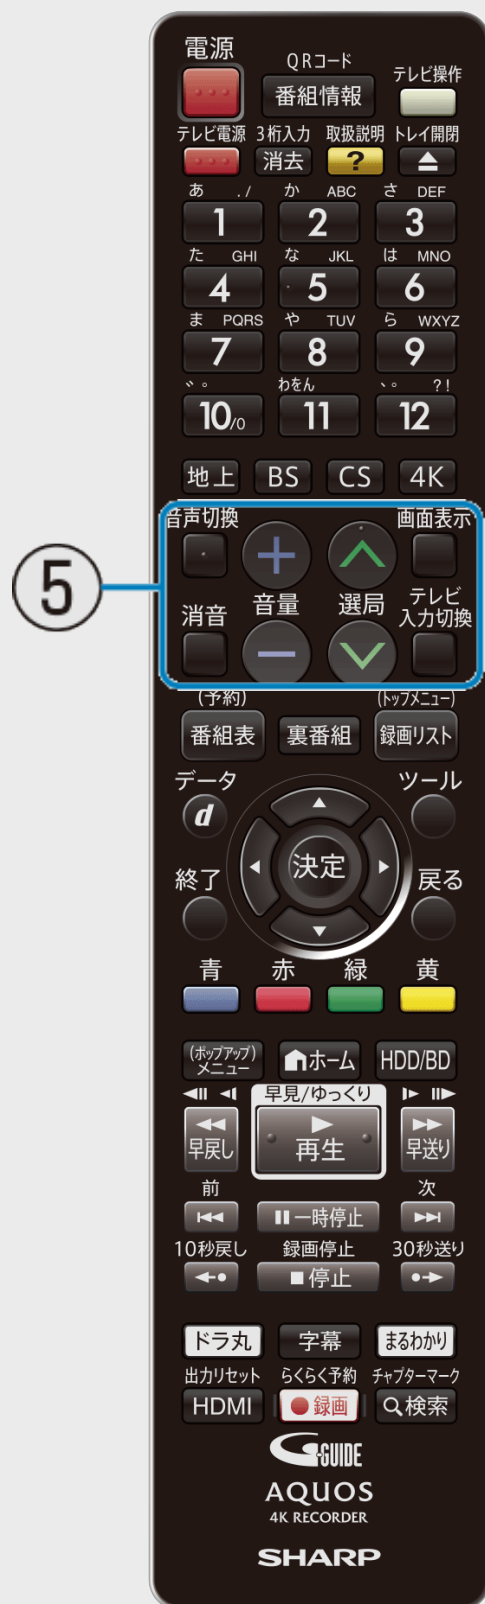 電源
QRコード
番組情報
テレビ操作
テレビ電源 3桁入力 取扱説明 トレイ開閉
消去 ?
あ ./ か ABC さ DEF
1 2 3
た GHI な JKL は MNO
4 5 6
ま PQRS や TUV ら WXYZ
7 8 9
゛゜ わをん 、。 ?!
10/0 11 12
地上 BS CS 4K
音声切換 画面表示
⑤
消音 音量 選局 テレビ
入力切換
(予約) (トップメニュー)
番組表 裏番組 録画リスト
データ ツール
d
決定
終了 戻る
青 赤 緑 黄
(ポップアップ)
メニュー ホーム HDD/BD
早見/ゆっくり
早戻し 再生 早送り
前 次
一時停止
10秒戻し 録画停止 30秒送り
停止
ドラ丸 字幕 まるわかり
出力リセット らくらく予約 チャプターマーク
HDMI 録画 検索
G-GUIDE
AQUOS
4K RECORDER
SHARP